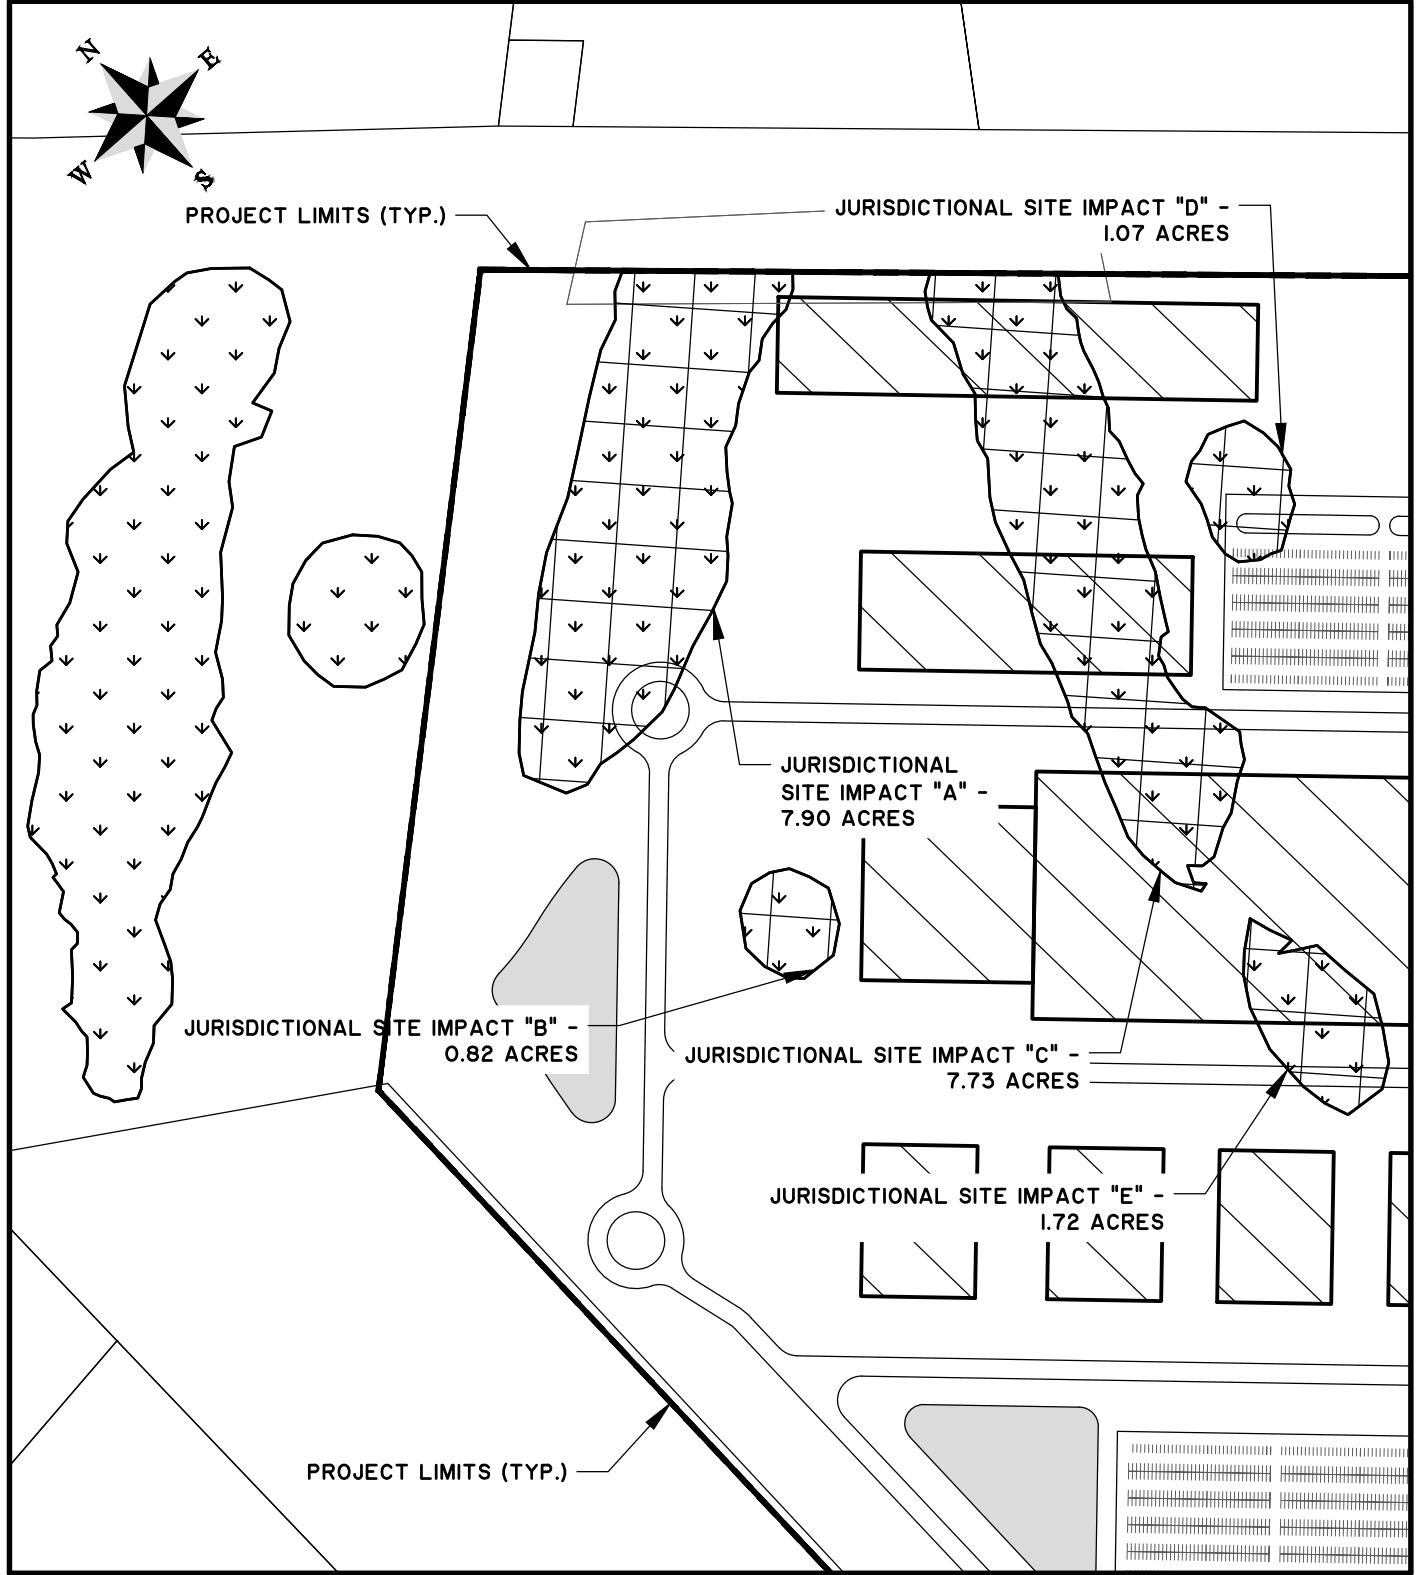 N
E
W
S
PROJECT LIMITS (TYP.)
JURISDICTIONAL SITE IMPACT "D" -
1.07 ACRES
JURISDICTIONAL
SITE IMPACT "A" -
7.90 ACRES
JURISDICTIONAL SITE IMPACT "B" -
0.82 ACRES
JURISDICTIONAL SITE IMPACT "C" -
7.73 ACRES
JURISDICTIONAL SITE IMPACT "E" -
1.72 ACRES
PROJECT LIMITS (TYP.)